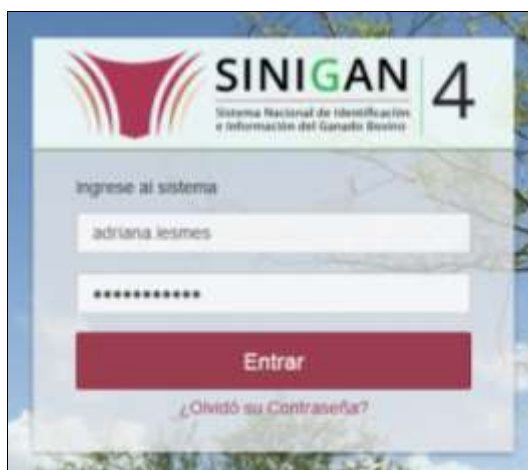 SINIGAN 4
Sistema Nacional de Identificación
e Información del Ganado Bovino
Ingrese al sistema
adriana.lesmes
•••••••••••
Entrar
¿Olvidó su Contraseña?